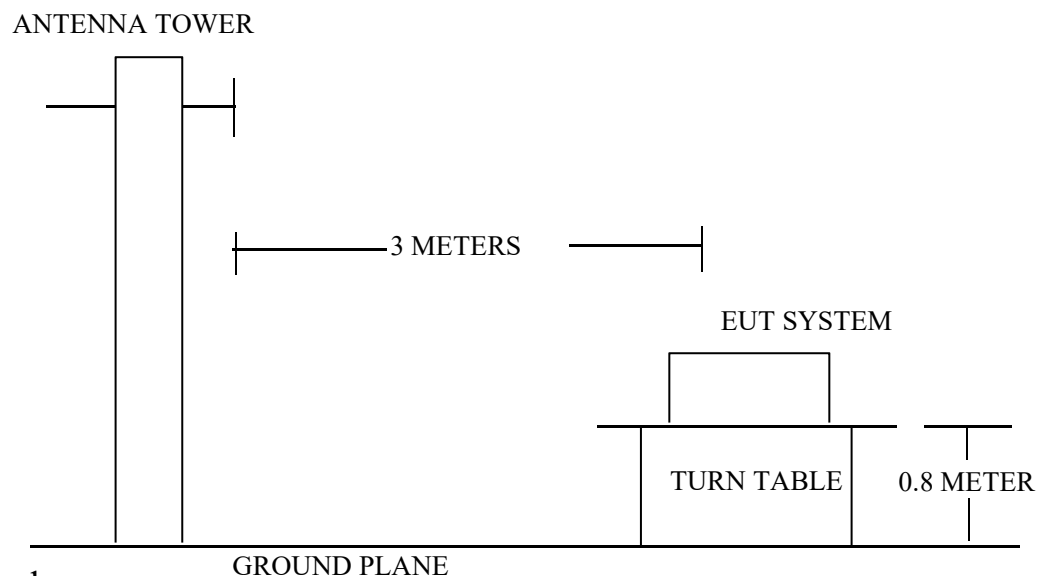 ANTENNA TOWER
3 METERS
EUT SYSTEM
TURN TABLE
0.8 METER
GROUND PLANE